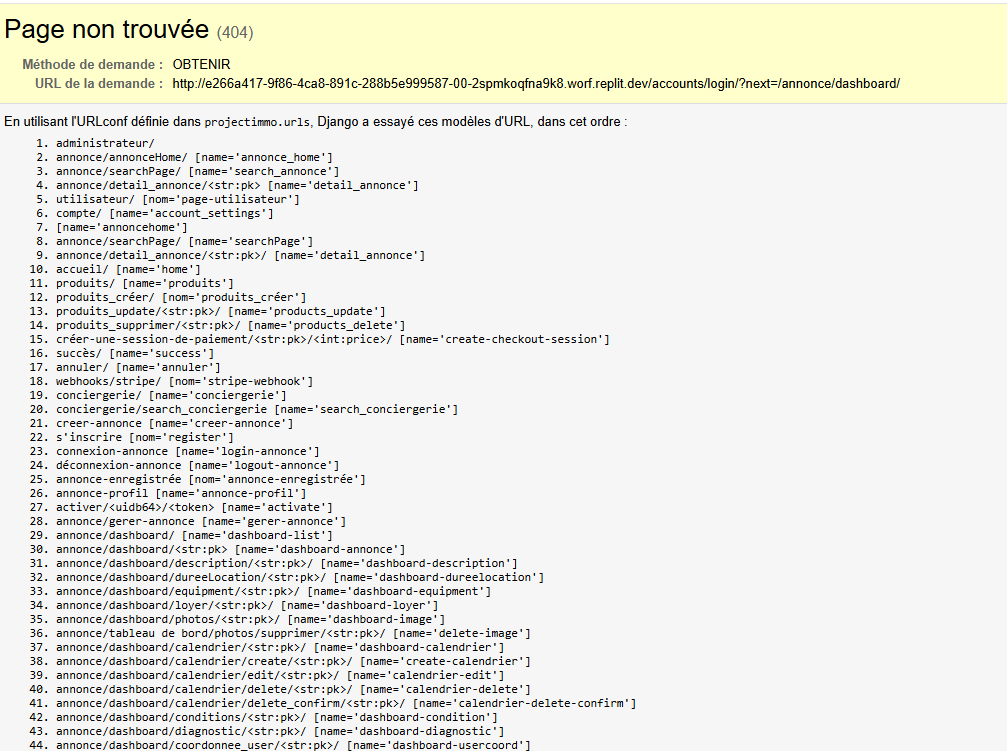 Page non trouvée (404)
Méthode de demande : OBTENIR
URL de la demande : http://e266a417-9f86-4ca8-891c-288b5e999587-00-2spmkoqfna9k8.worf.replit.dev/accounts/login/?next=/annonce/dashboard/
En utilisant l'URLconf définie dans projectimmo.urls, Django a essayé ces modèles d'URL, dans cet ordre :
1. administrateur/
2. annonce/annonceHome/ [name='annonce_home']
3. annonce/searchPage/ [name='search_annonce']
4. annonce/detail_annonce/<str:pk> [name='detail_annonce']
5. utilisateur/ [nom='page-utilisateur']
6. compte/ [name='account_settings']
7. [name='annoncehome']
8. annonce/searchPage/ [name='searchPage']
9. annonce/detail_annonce/<str:pk>/ [name='detail_annonce']
10. accueil/ [name='home']
11. produits/ [name='produits']
12. produits_créer/ [nom='produits_créer']
13. produits_update/<str:pk>/ [name='products_update']
14. produits_supprimer/<str:pk>/ [name='products_delete']
15. créer-une-session-de-paiement/<str:pk>/<int:price>/ [name='create-checkout-session']
16. succès/ [name='success']
17. annuler/ [name='annuler']
18. webhooks/stripe/ [nom='stripe-webhook']
19. conciergerie/ [name='conciergerie']
20. conciergerie/search_conciergerie [name='search_conciergerie']
21. creer-annonce [name='creer-annonce']
22. s'inscrire [nom='register']
23. connexion-annonce [name='login-annonce']
24. déconnexion-annonce [name='logout-annonce']
25. annonce-enregistrée [nom='annonce-enregistrée']
26. annonce-profil [name='annonce-profil']
27. activer/<uidb64>/<token> [name='activate']
28. annonce/gerer-annonce [name='gerer-annonce']
29. annonce/dashboard/ [name='dashboard-list']
30. annonce/dashboard/<str:pk> [name='dashboard-annonce']
31. annonce/dashboard/description/<str:pk>/ [name='dashboard-description']
32. annonce/dashboard/dureeLocation/<str:pk>/ [name='dashboard-dureelocation']
33. annonce/dashboard/equipment/<str:pk>/ [name='dashboard-equipment']
34. annonce/dashboard/loyer/<str:pk>/ [name='dashboard-loyer']
35. annonce/dashboard/photos/<str:pk>/ [name='dashboard-image']
36. annonce/tableau de bord/photos/supprimer/<str:pk>/ [name='delete-image']
37. annonce/dashboard/calendrier/<str:pk>/ [name='dashboard-calendrier']
38. annonce/dashboard/calendrier/create/<str:pk>/ [name='create-calendrier']
39. annonce/dashboard/calendrier/edit/<str:pk>/ [name='calendrier-edit']
40. annonce/dashboard/calendrier/delete/<str:pk>/ [name='calendrier-delete']
41. annonce/dashboard/calendrier/delete_confirm/<str:pk>/ [name='calendrier-delete-confirm']
42. annonce/dashboard/conditions/<str:pk>/ [name='dashboard-condition']
43. annonce/dashboard/diagnostic/<str:pk>/ [name='dashboard-diagnostic']
44. annonce/dashboard/coordonnee_user/<str:pk>/ [name='dashboard-usercoord']